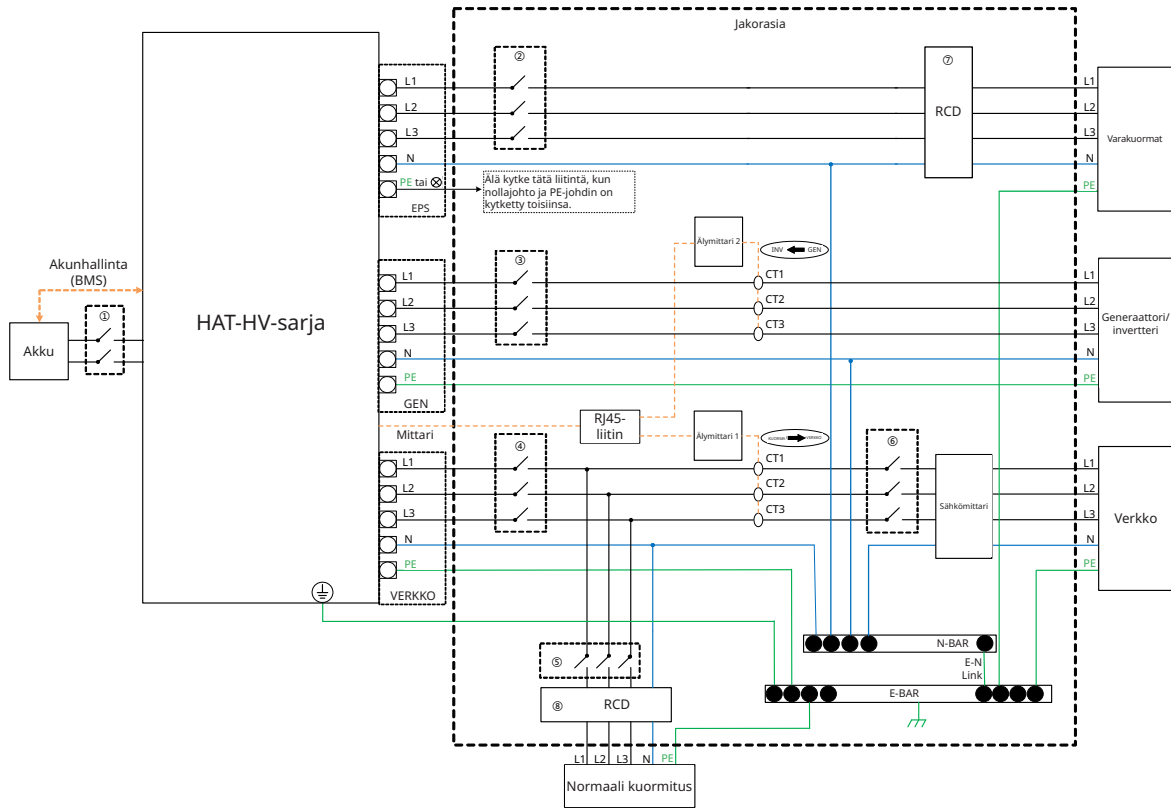 Jakorasia
HAT-HV-sarja
Akunhallinta
(BMS)
Akku
①
L1
L2
L3
N
PE tai ⊗
EPS
Älä kytke tätä liitintä, kun
nollajohto ja PE-johdin on
kytketty toisiinsa.
②
⑦
RCD
L1
L2
L3
N
PE
Varakuormat
L1
L2
L3
N
PE
GEN
③
Älymittari 2
INV GEN
CT1
CT2
CT3
L1
L2
L3
N
PE
Generaattori/
invertteri
Mittari
RJ45-
liitin
Älymittari 1
VERKKO
L1
L2
L3
N
PE
VERKKO
④
CT1
CT2
CT3
⑥
Sähkömittari
L1
L2
L3
N
PE
Verkko
N-BAR
E-N
Link
E-BAR
⑤
⑧
RCD
L1
L2
L3
N
PE
Normaali kuormitus